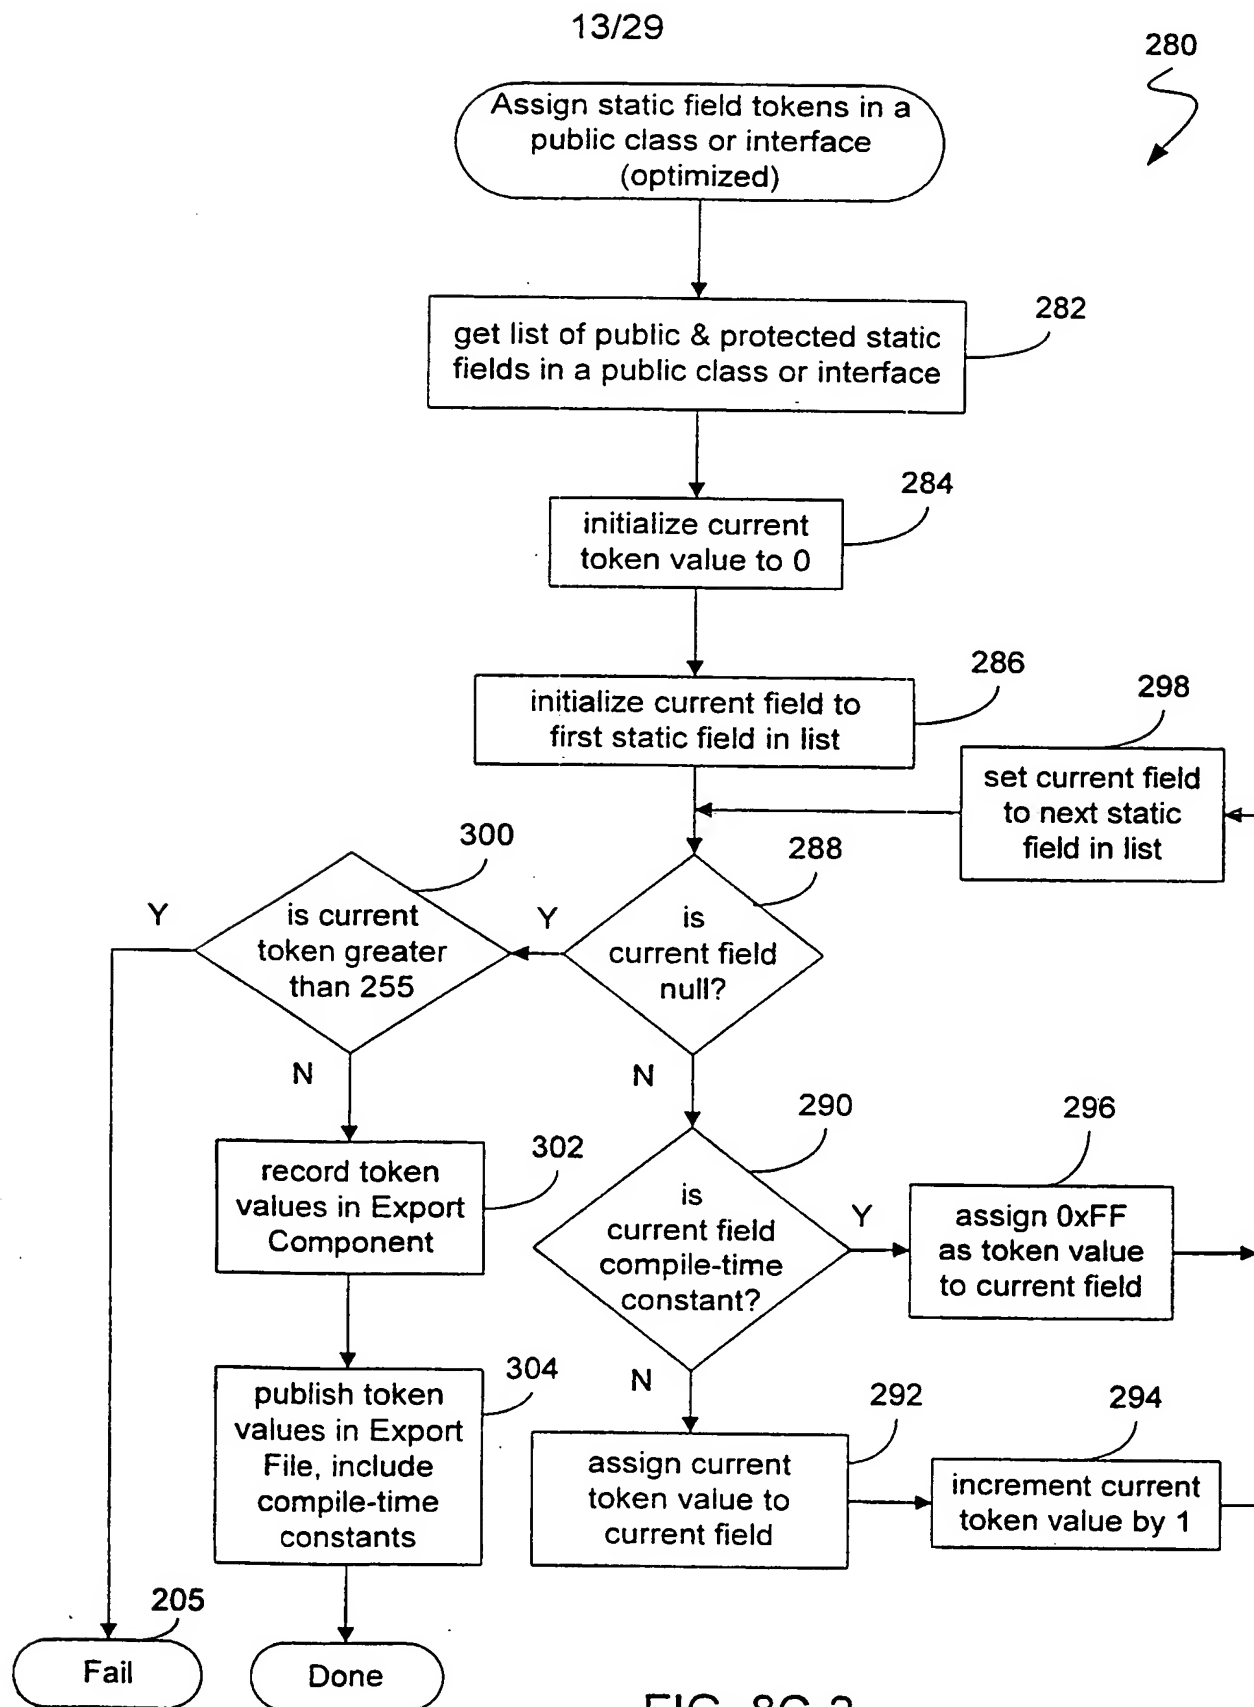 13/29
280
Assign static field tokens in a
public class or interface
(optimized)
282
get list of public & protected static
fields in a public class or interface
284
initialize current
token value to 0
286
initialize current field to
first static field in list
298
set current field
to next static
field in list
300
is current
token greater
than 255
Y
N
288
is
current field
null?
Y
N
290
is
current field
compile-time
constant?
Y
N
296
assign 0xFF
as token value
to current field
302
record token
values in Export
Component
304
publish token
values in Export
File, include
compile-time
constants
292
assign current
token value to
current field
294
increment current
token value by 1
205
Fail
Done